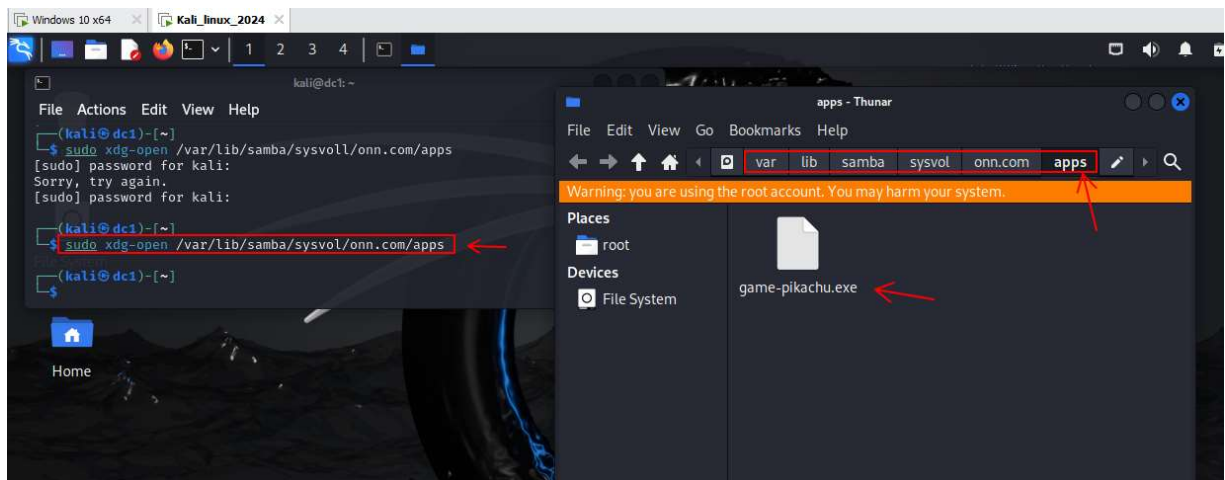 Windows 10 x64
Kali_linux_2024
1 2 3 4
kali@dc1: ~
File Actions Edit View Help
(kali㉿dc1)-[~]
$ sudo xdg-open /var/lib/samba/sysvoll/onn.com/apps
[sudo] password for kali:
Sorry, try again.
[sudo] password for kali:
(kali㉿dc1)-[~]
$ sudo xdg-open /var/lib/samba/sysvol/onn.com/apps
(kali㉿dc1)-[~]
$
Home
apps - Thunar
File Edit View Go Bookmarks Help
var lib samba sysvol onn.com apps
Warning: you are using the root account. You may harm your system.
Places
root
Devices
File System
game-pikachu.exe